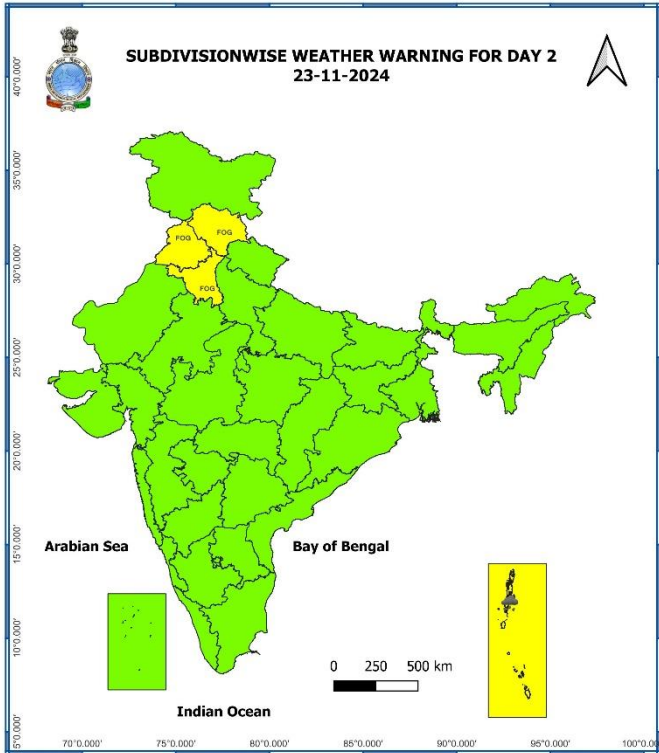 SUBDIVISIONWISE WEATHER WARNING FOR DAY 2
23-11-2024
40°0.000'
35°0.000'
FOG
FOG
30°0.000'
FOG
25°0.000'
20°0.000'
15°0.000'
Arabian Sea
Bay of Bengal
10°0.000'
0 250 500 km
Indian Ocean
5°0.000'
70°0.000' 75°0.000' 80°0.000' 85°0.000' 90°0.000' 95°0.000' 100°0.0